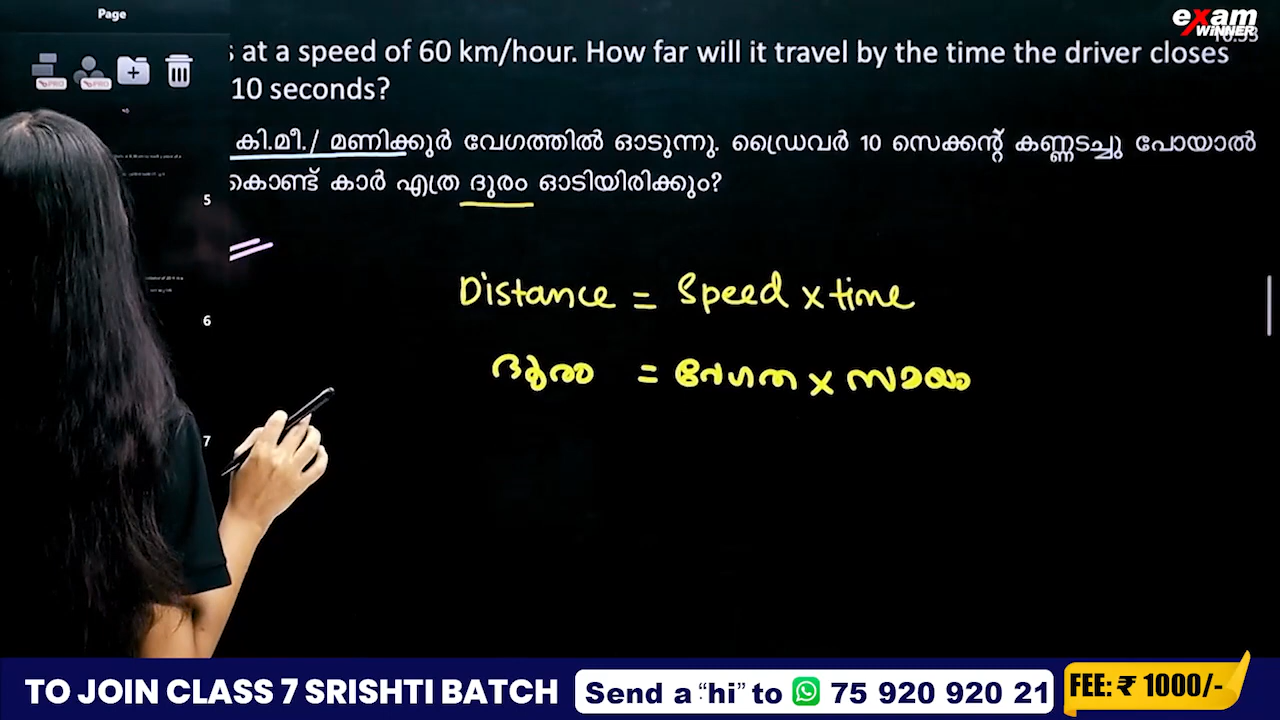 Page
exam
WiNNER
s at a speed of 60 km/hour. How far will it travel by the time the driver closes
10 seconds?
കി.മീ./ മണിക്കൂർ വേഗത്തിൽ ഓടുന്നു. ഡ്രൈവർ 10 സെക്കന്റ് കണ്ണടച്ചു പോയാൽ
കൊണ്ട് കാർ എത്ര ദൂരം ഓടിയിരിക്കും?
5
Distance = Speed x time
6
ദൂരം = വേഗത x സമയം
7
TO JOIN CLASS 7 SRISHTI BATCH
Send a “hi” to 75 920 920 21
FEE: ₹ 1000/-